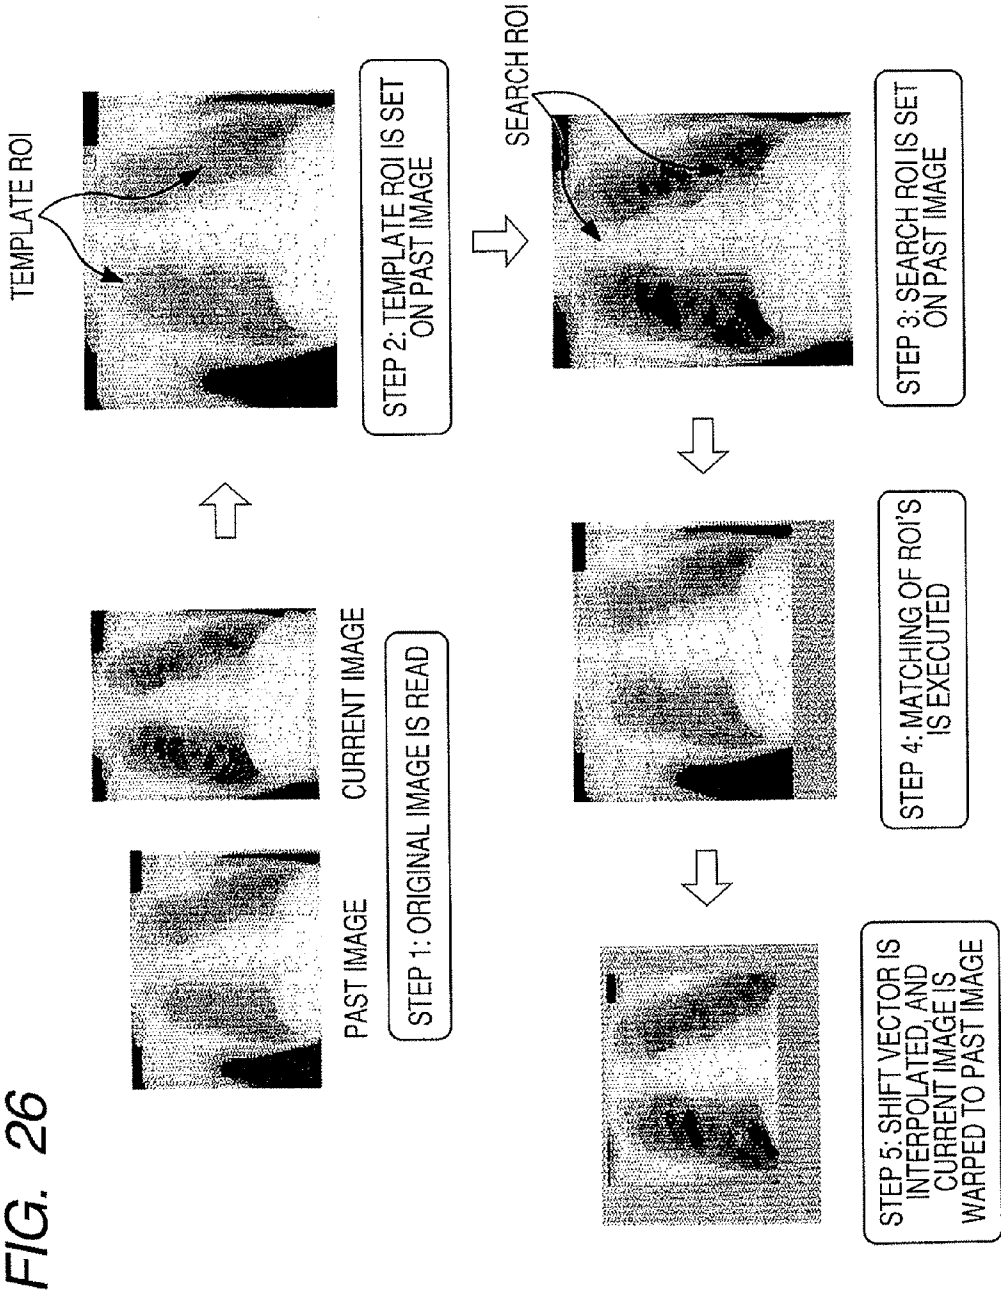 FIG. 26
PAST IMAGE
CURRENT IMAGE
STEP 1: ORIGINAL IMAGE IS READ
TEMPLATE ROI
STEP 2: TEMPLATE ROI IS SET
ON PAST IMAGE
SEARCH ROI
STEP 3: SEARCH ROI IS SET
ON PAST IMAGE
STEP 4: MATCHING OF ROI'S
IS EXECUTED
STEP 5: SHIFT VECTOR IS
INTERPOLATED, AND
CURRENT IMAGE IS
WARPED TO PAST IMAGE